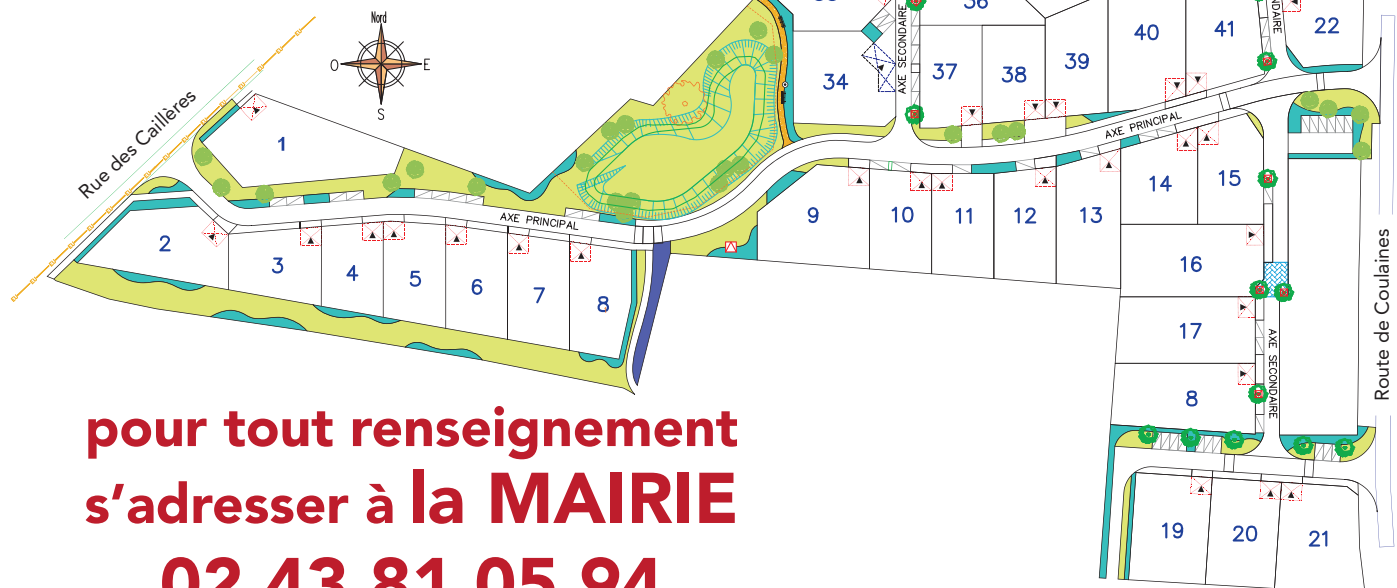 Nord
O
E
S
Rue des Caillères
AXE PRINCIPAL
1
2
3
4
5
6
7
8
9
10
11
12
13
14
15
16
17
8
19
20
21
22
34
36
37
38
39
40
41
AXE SECONDAIRE
AXE PRINCIPAL
AXE SECONDAIRE
Route de Coulaines
pour tout renseignement
s'adresser à la MAIRIE
02 43 81 05 94